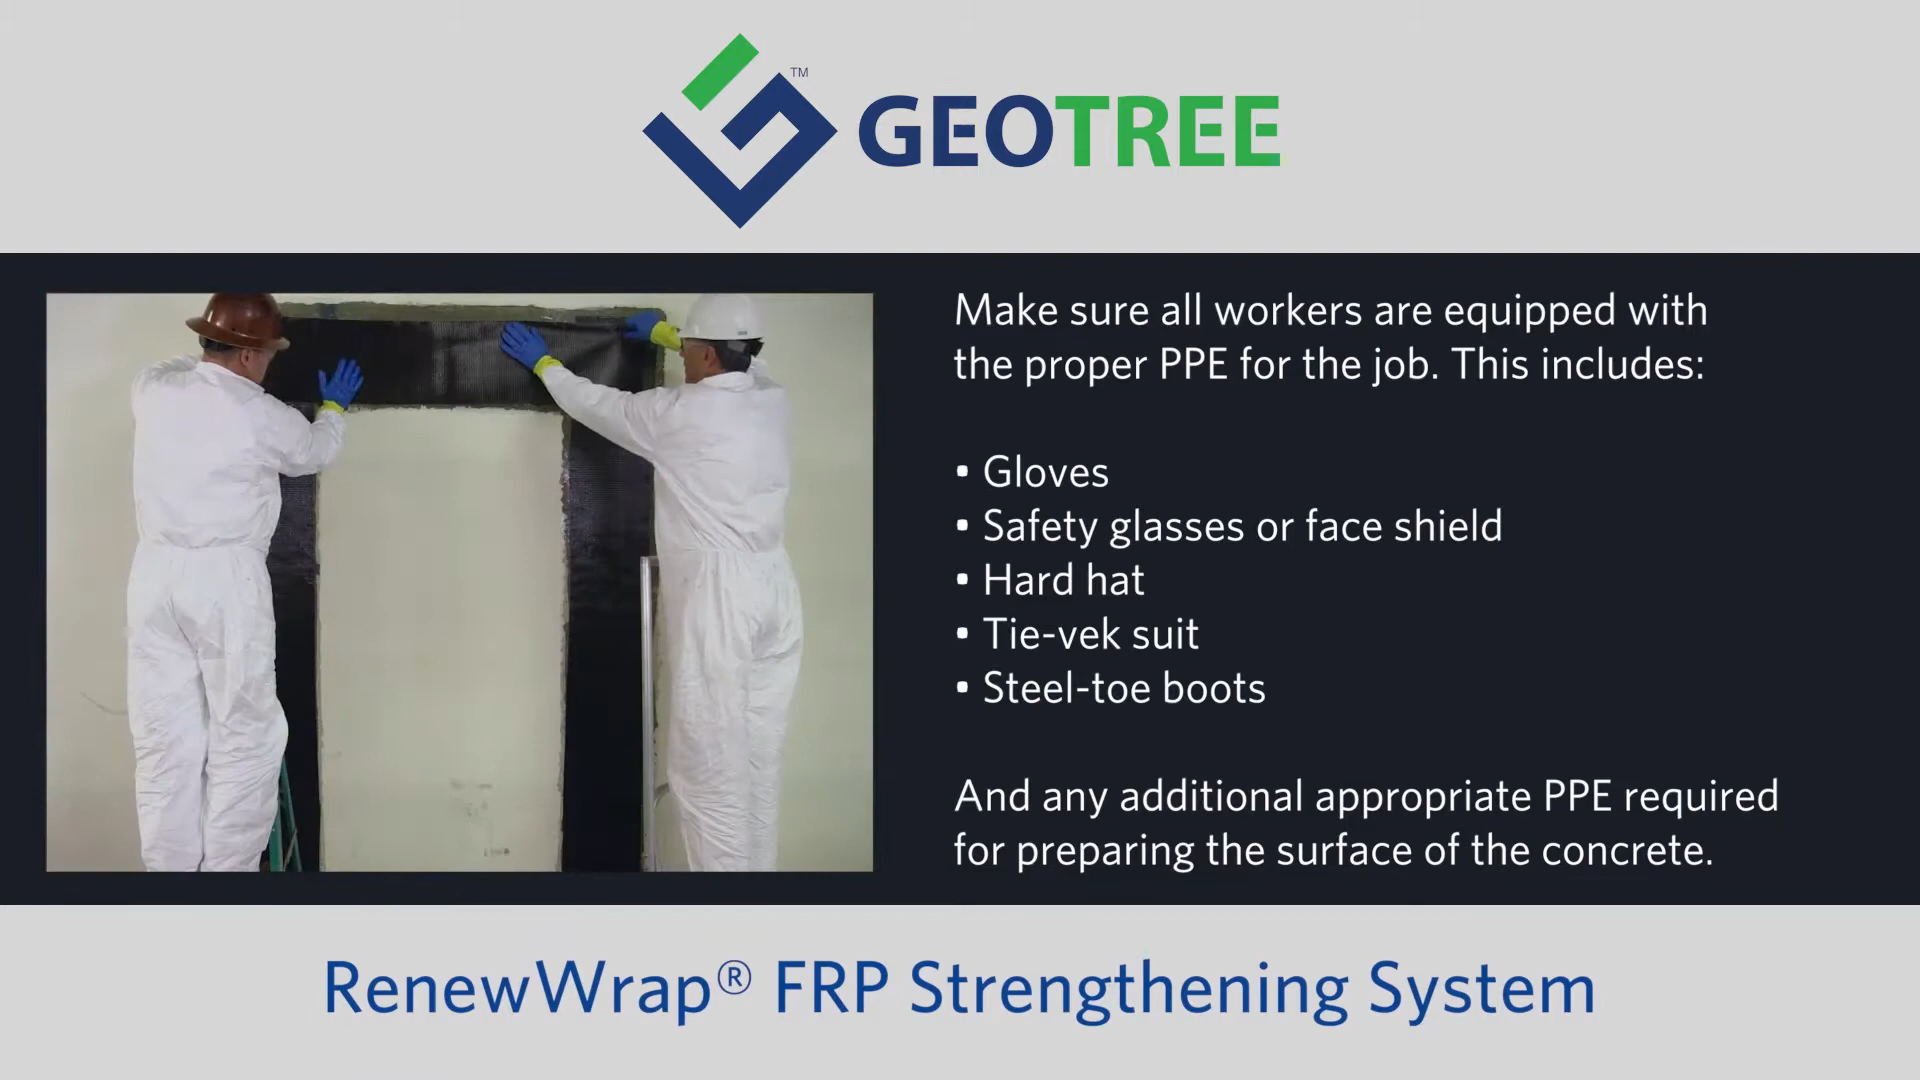 TM
GEOTREE
Make sure all workers are equipped with
the proper PPE for the job. This includes:
• Gloves
• Safety glasses or face shield
• Hard hat
• Tie-vek suit
• Steel-toe boots
And any additional appropriate PPE required
for preparing the surface of the concrete.
RenewWrap® FRP Strengthening System